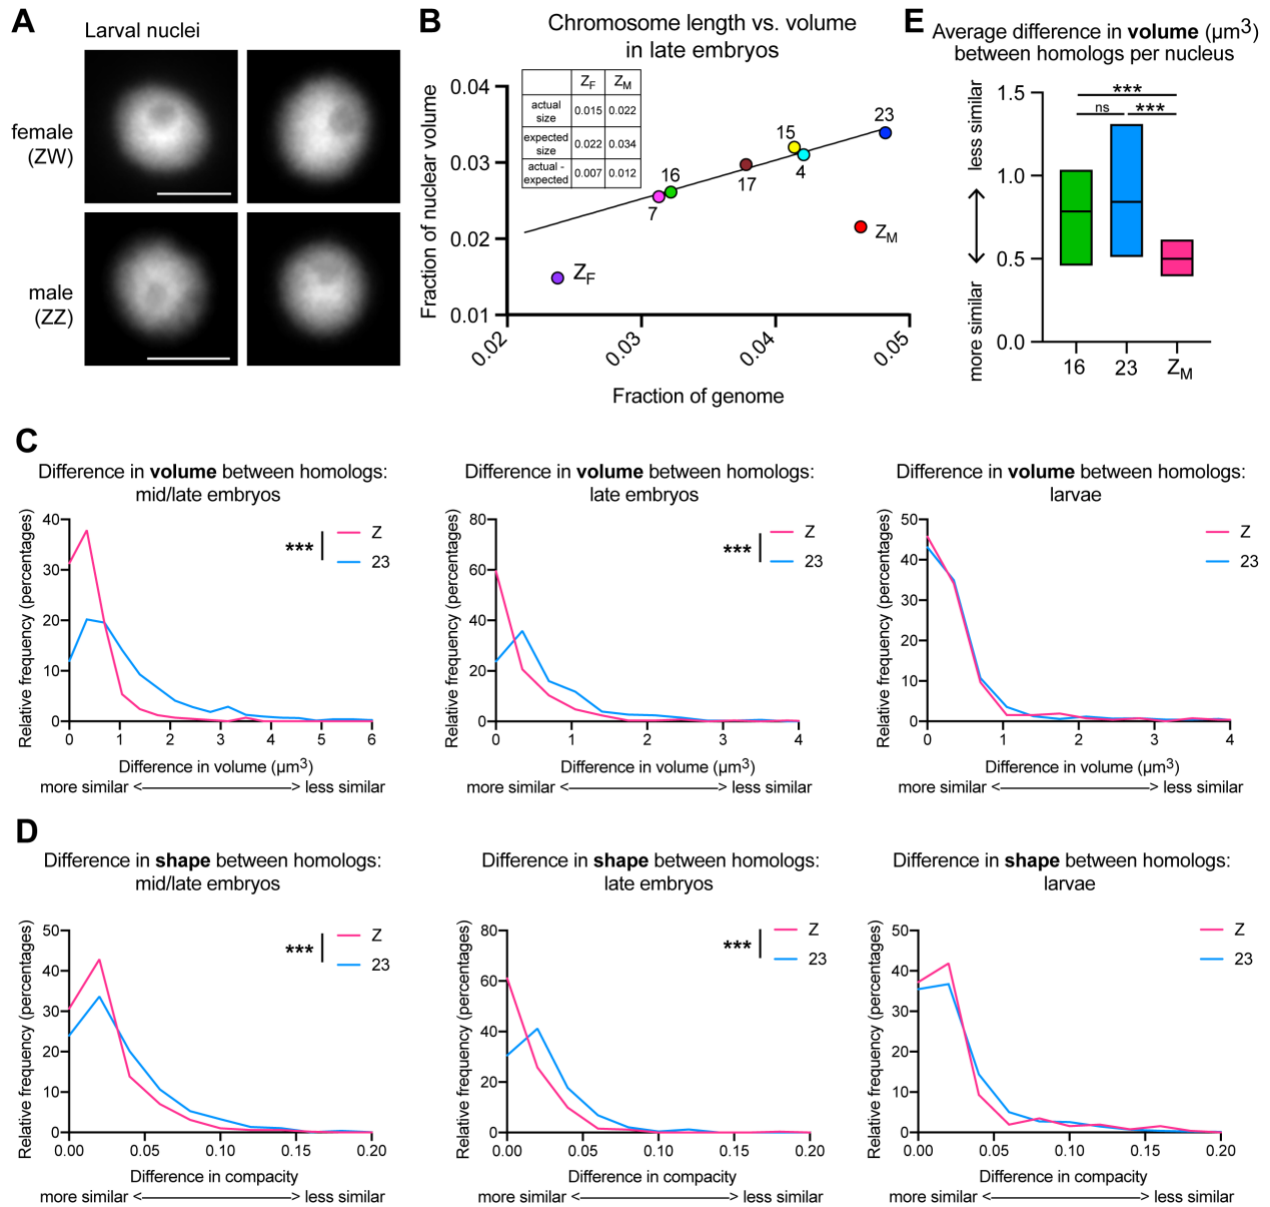 A
Larval nuclei
female
(ZW)
male
(ZZ)
B
Chromosome length vs. volume
in late embryos
Z_F Z_M
actual size 0.015 0.022
expected size 0.022 0.034
actual - expected 0.007 0.012
Fraction of nuclear volume
0.04
0.03
0.02
0.01
7
16
17
15
4
23
Z_M
Z_F
0.02 0.03 0.04 0.05
Fraction of genome
E
Average difference in volume (µm³)
between homologs per nucleus
more similar
less similar
1.5
1.0
0.5
0.0
***
ns ***
16 23 Z_M
C
Difference in volume between homologs:
mid/late embryos
Relative frequency (percentages)
40
30
20
10
0
***
Z
23
0 1 2 3 4 5 6
Difference in volume (µm³)
more similar <--------> less similar
Difference in volume between homologs:
late embryos
Relative frequency (percentages)
80
60
40
20
0
***
Z
23
0 1 2 3 4
Difference in volume (µm³)
more similar <--------> less similar
Difference in volume between homologs:
larvae
Relative frequency (percentages)
50
40
30
20
10
0
Z
23
0 1 2 3 4
Difference in volume (µm³)
more similar <--------> less similar
D
Difference in shape between homologs:
mid/late embryos
Relative frequency (percentages)
50
40
30
20
10
0
***
Z
23
0.00 0.05 0.10 0.15 0.20
Difference in compacity
more similar <--------> less similar
Difference in shape between homologs:
late embryos
Relative frequency (percentages)
80
60
40
20
0
***
Z
23
0.00 0.05 0.10 0.15 0.20
Difference in compacity
more similar <--------> less similar
Difference in shape between homologs:
larvae
Relative frequency (percentages)
50
40
30
20
10
0
Z
23
0.00 0.05 0.10 0.15 0.20
Difference in compacity
more similar <--------> less similar